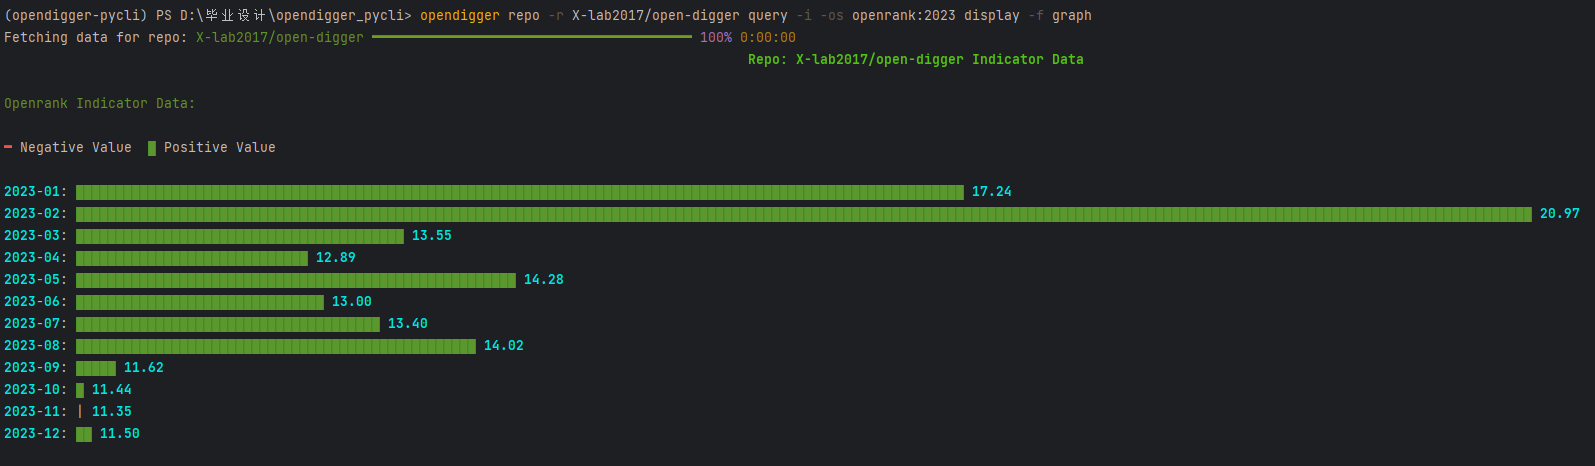 (opendigger-pycli) PS D:\毕业设计\opendigger_pycli> opendigger repo -r X-lab2017/open-digger query -i -os openrank:2023 display -f graph
Fetching data for repo: X-lab2017/open-digger 100% 0:00:00
Repo: X-lab2017/open-digger Indicator Data
Openrank Indicator Data:
Negative Value Positive Value
2023-01: 17.24
2023-02: 20.97
2023-03: 13.55
2023-04: 12.89
2023-05: 14.28
2023-06: 13.00
2023-07: 13.40
2023-08: 14.02
2023-09: 11.62
2023-10: 11.44
2023-11: 11.35
2023-12: 11.50